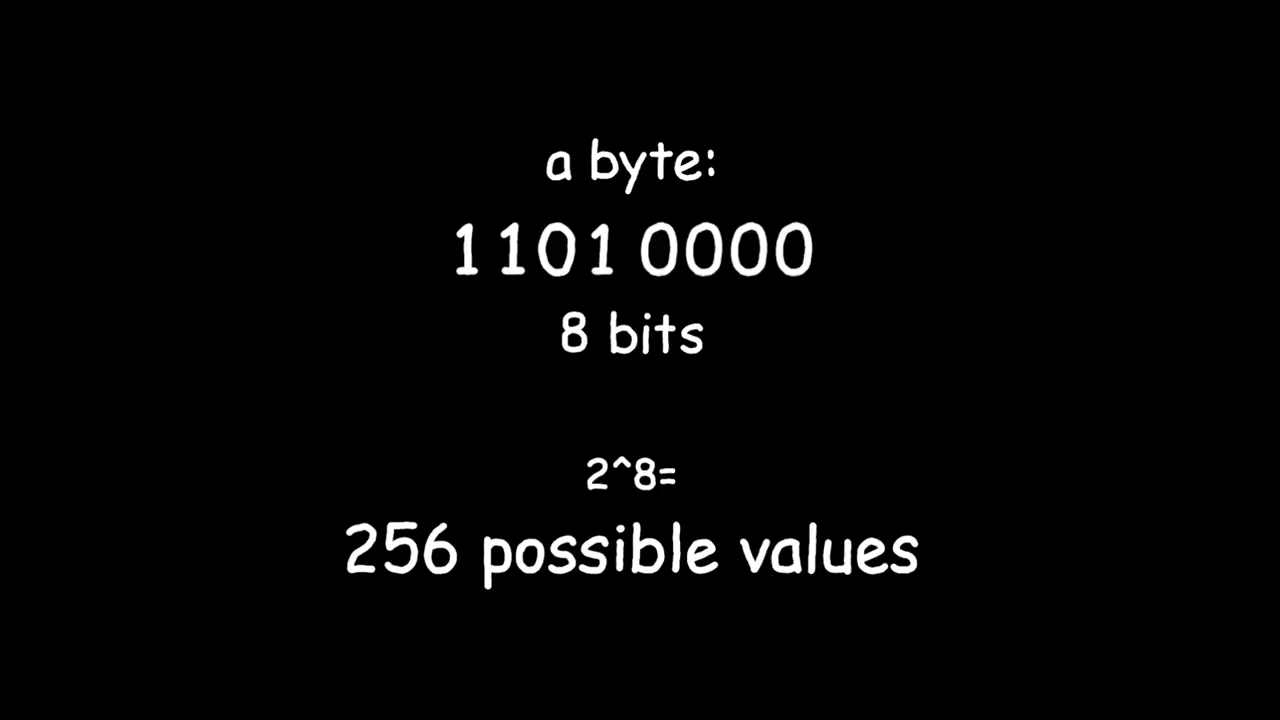 a byte:
1101 0000
8 bits
2^8=
256 possible values